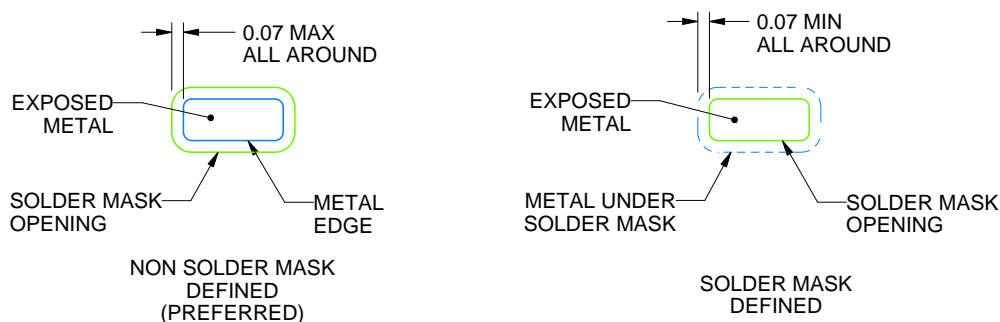 0.07 MAX
ALL AROUND
EXPOSED
METAL
SOLDER MASK
OPENING
METAL
EDGE
NON SOLDER MASK
DEFINED
(PREFERRED)
0.07 MIN
ALL AROUND
EXPOSED
METAL
METAL UNDER
SOLDER MASK
SOLDER MASK
OPENING
SOLDER MASK
DEFINED